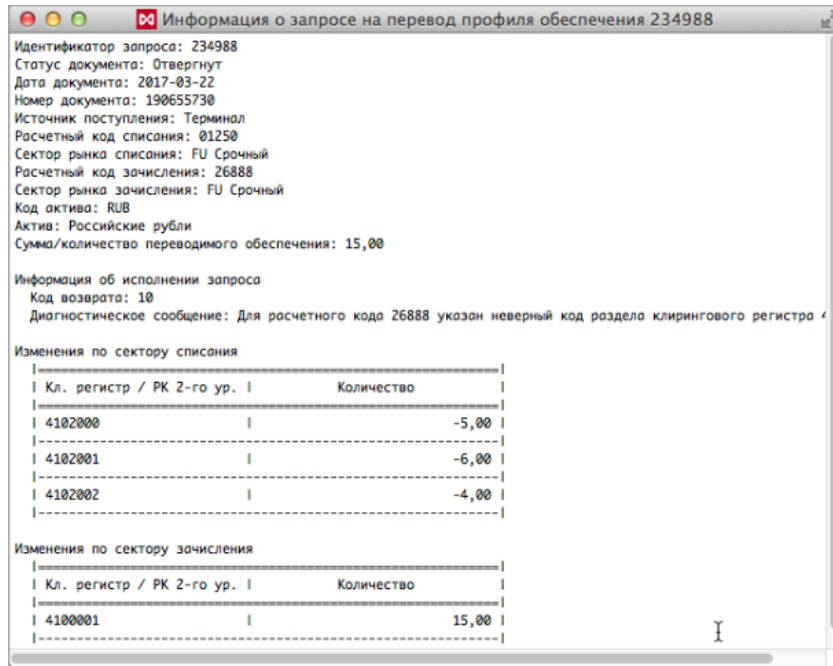 Информация о запросе на перевод профиля обеспечения 234988
Идентификатор запроса: 234988
Статус документа: Отвергнут
Дата документа: 2017-03-22
Номер документа: 190655730
Источник поступления: Терминал
Расчетный код списания: 01250
Сектор рынка списания: FU Срочный
Расчетный код зачисления: 26888
Сектор рынка зачисления: FU Срочный
Код актива: RUB
Актив: Российские рубли
Сумма/количество переводимого обеспечения: 15,00
Информация об исполнении запроса
Код возврата: 10
Диагностическое сообщение: Для расчетного кода 26888 указан неверный код раздела клирингового регистра 4
Изменения по сектору списания
Кл. регистр / РК 2-го ур. | Количество
4102000 | -5,00
4102001 | -6,00
4102002 | -4,00
Изменения по сектору зачисления
Кл. регистр / РК 2-го ур. | Количество
4100001 | 15,00